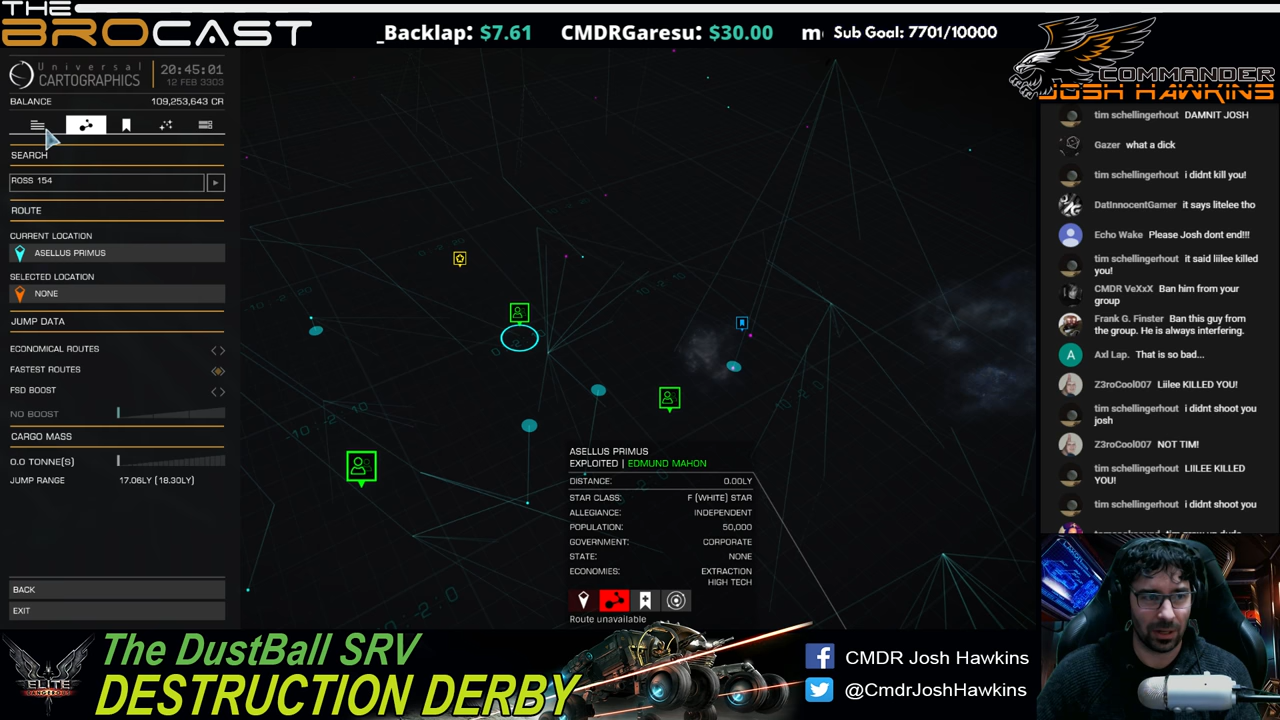 THE
BROCAST
_Backlap: $7.61 CMDRGaresu: $30.00 m
Sub Goal: 7701/10000
COMMANDER
JOSH HAWKINS
Universal
CARTOGRAPHICS
20:45:01
12 FEB 3303
BALANCE 109,253,643 CR
SEARCH
ROSS 154
ROUTE
CURRENT LOCATION
ASELLUS PRIMUS
SELECTED LOCATION
NONE
JUMP DATA
ECONOMICAL ROUTES
FASTEST ROUTES
FSD BOOST
NO BOOST
CARGO MASS
0.0 TONNE(S)
JUMP RANGE 17.06LY (18.30LY)
BACK
EXIT
ASELLUS PRIMUS
EXPLOITED | EDMUND MAHON
DISTANCE: 0.00LY
STAR CLASS: F (WHITE) STAR
ALLEGIANCE: INDEPENDENT
POPULATION: 50,000
GOVERNMENT: CORPORATE
STATE: NONE
ECONOMIES: EXTRACTION
HIGH TECH
Route unavailable
tim schellingerhout DAMNIT JOSH
Gazer what a dick
tim schellingerhout i didnt kill you!
DatInnocentGamer it says litelee tho
Echo Wake Please Josh dont end!!!
tim schellingerhout it said liilee killed
you!
CMDR VeXxX Ban him from your
group
Frank G. Finster Ban this guy from
the group. He is always interfering.
A Axl Lap. That is so bad...
Z3roCool007 Liilee KILLED YOU!
tim schellingerhout i didnt shoot you
josh
Z3roCool007 NOT TIM!
tim schellingerhout LIILEE KILLED
YOU!
tim schellingerhout i didnt shoot you
ELITE
The DustBall SRV
DESTRUCTION DERBY
CMDR Josh Hawkins
@CmdrJoshHawkins